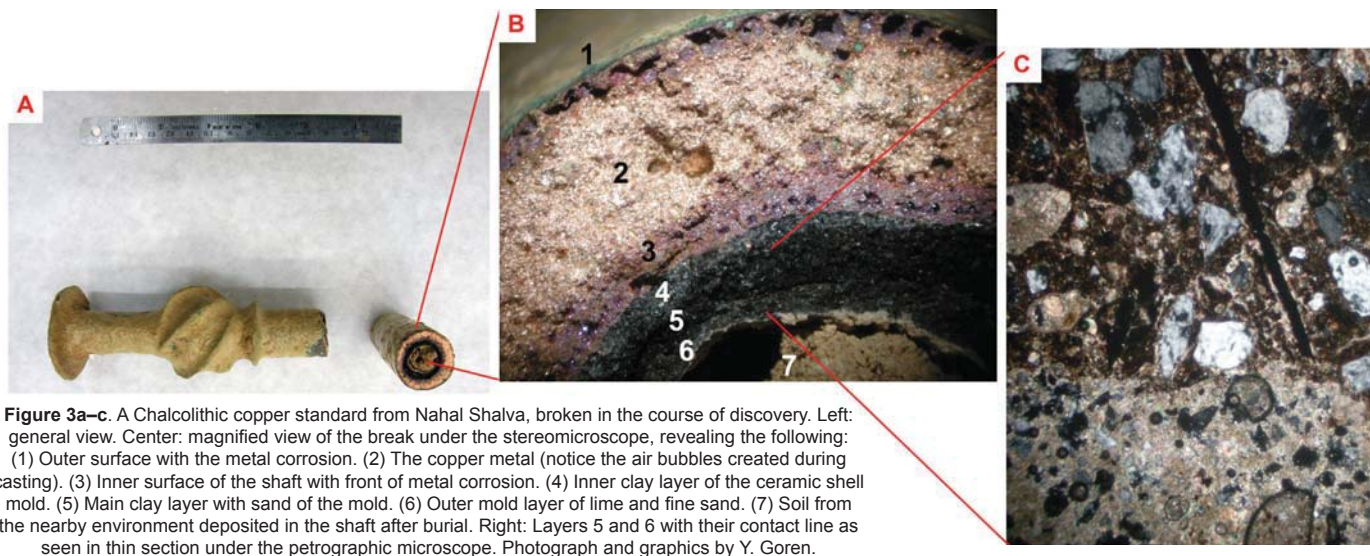 A
B
C
1
2
3
4
5
6
7
Figure 3a–c. A Chalcolithic copper standard from Nahal Shalva, broken in the course of discovery. Left:
general view. Center: magnified view of the break under the stereomicroscope, revealing the following:
(1) Outer surface with the metal corrosion. (2) The copper metal (notice the air bubbles created during
casting). (3) Inner surface of the shaft with front of metal corrosion. (4) Inner clay layer of the ceramic shell
mold. (5) Main clay layer with sand of the mold. (6) Outer mold layer of lime and fine sand. (7) Soil from
the nearby environment deposited in the shaft after burial. Right: Layers 5 and 6 with their contact line as
seen in thin section under the petrographic microscope. Photograph and graphics by Y. Goren.